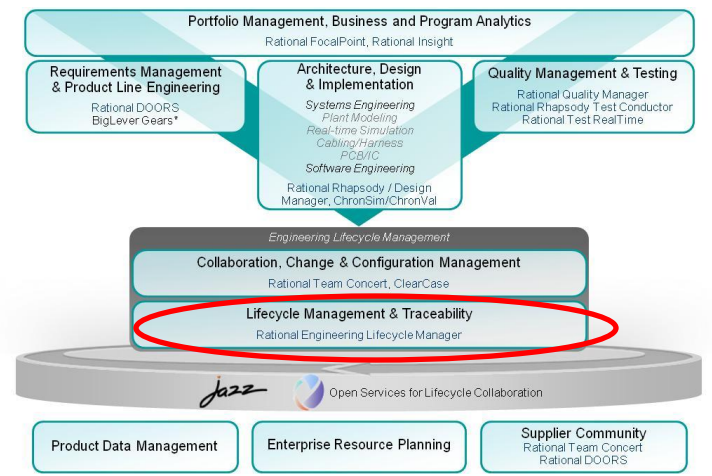 Portfolio Management, Business and Program Analytics
Rational FocalPoint, Rational Insight
Requirements Management
& Product Line Engineering
Rational DOORS
BigLever Gears*
Architecture, Design
& Implementation
Systems Engineering
Plant Modeling
Real-time Simulation
Cabling/Harness
PCB/IC
Software Engineering
Rational Rhapsody / Design
Manager, ChronSim/ChronVal
Quality Management & Testing
Rational Quality Manager
Rational Rhapsody Test Conductor
Rational Test RealTime
Engineering Lifecycle Management
Collaboration, Change & Configuration Management
Rational Team Concert, ClearCase
Lifecycle Management & Traceability
Rational Engineering Lifecycle Manager
jazz
Open Services for Lifecycle Collaboration
Product Data Management
Enterprise Resource Planning
Supplier Community
Rational Team Concert
Rational DOORS